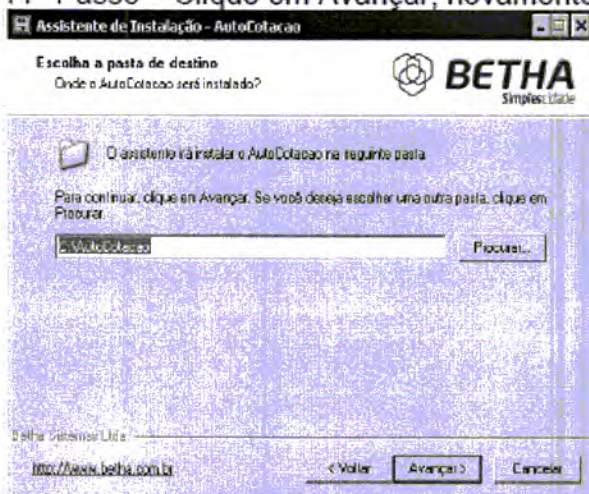 Passo - Clique em Avançar, novamente
Assistente de Instalação - AutoCotacao
Escolha a pasta de destino
Onde o AutoCotacao será instalado?
BETHA
Simplescidade
O assistente irá instalar o AutoCotacao na seguinte pasta
Para continuar, clique em Avançar. Se você deseja escolher uma outra pasta, clique em
Procurar.
C:\AutoCotacao
Procurar...
Betha Sistemas Ltda
http://www.betha.com.br
< Voltar
Avançar >
Cancelar